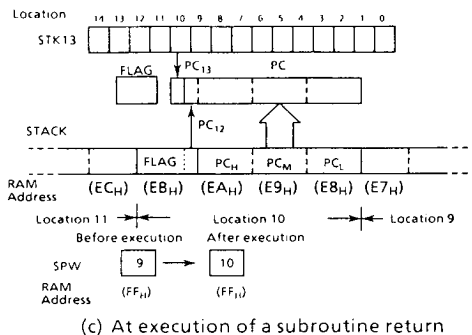 Location
14 13 12 11 10 9 8 7 6 5 4 3 2 1 0
STK13
FLAG PC13 PC
PC12
STACK
FLAG PCH PCM PCL
RAM Address (ECH) (EBH) (EAH) (E9H) (E8H) (E7H)
Location 11 Location 10 Location 9
Before execution After execution
SPW 9 10
RAM Address (FFH) (FFH)
(c) At execution of a subroutine return